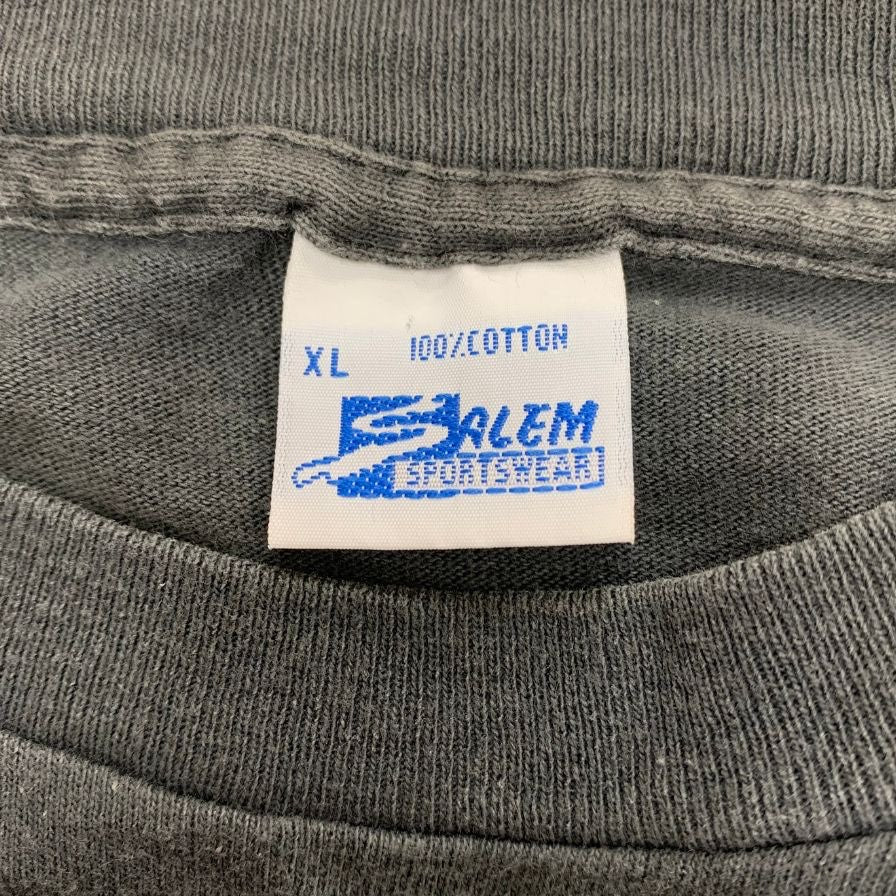 100% COTTON
XL
SALEM
SPORTSWEAR